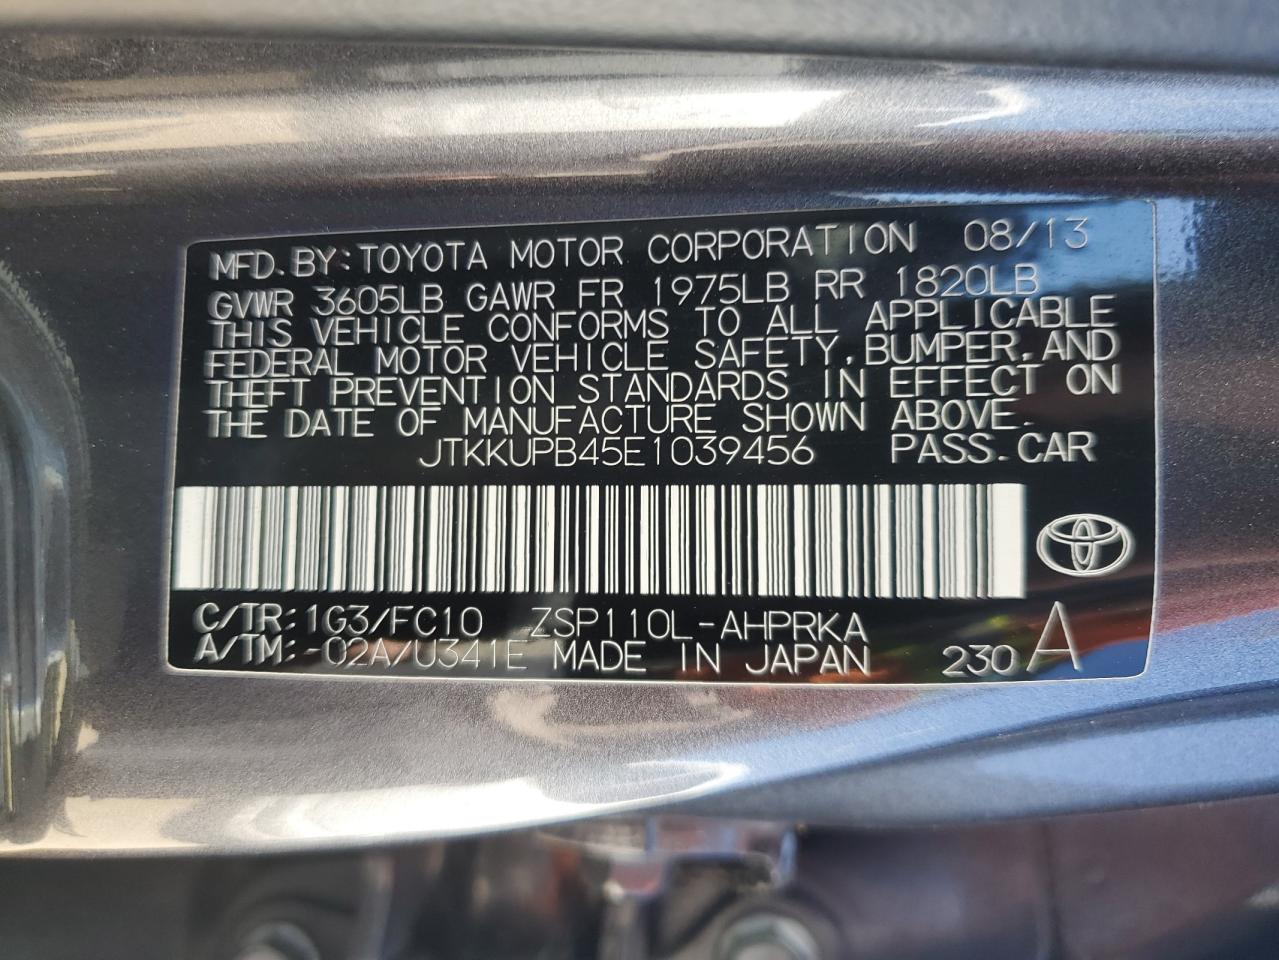 MFD. BY: TOYOTA MOTOR CORPORATION 08/13
GVWR 3605LB GAWR FR 1975LB RR 1820LB
THIS VEHICLE CONFORMS TO ALL APPLICABLE
FEDERAL MOTOR VEHICLE SAFETY, BUMPER, AND
THEFT PREVENTION STANDARDS IN EFFECT ON
THE DATE OF MANUFACTURE SHOWN ABOVE.
JTKKUPB45E1039456 PASS. CAR
C/TR: 1G3/FC10 ZSP110L-AHPRKA
A/TM: -02A/U341E MADE IN JAPAN 230 A